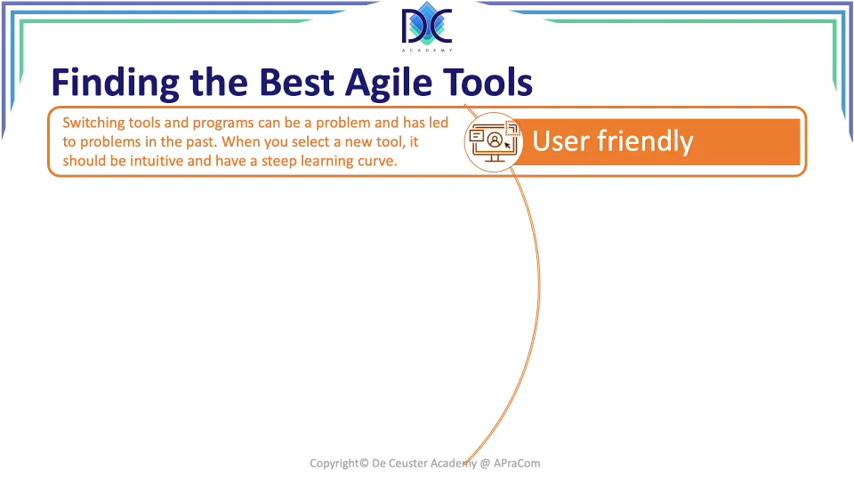 DC
ACADEMY
Finding the Best Agile Tools
Switching tools and programs can be a problem and has led
to problems in the past. When you select a new tool, it
should be intuitive and have a steep learning curve.
User friendly
Copyright© De Ceuster Academy @ APraCom